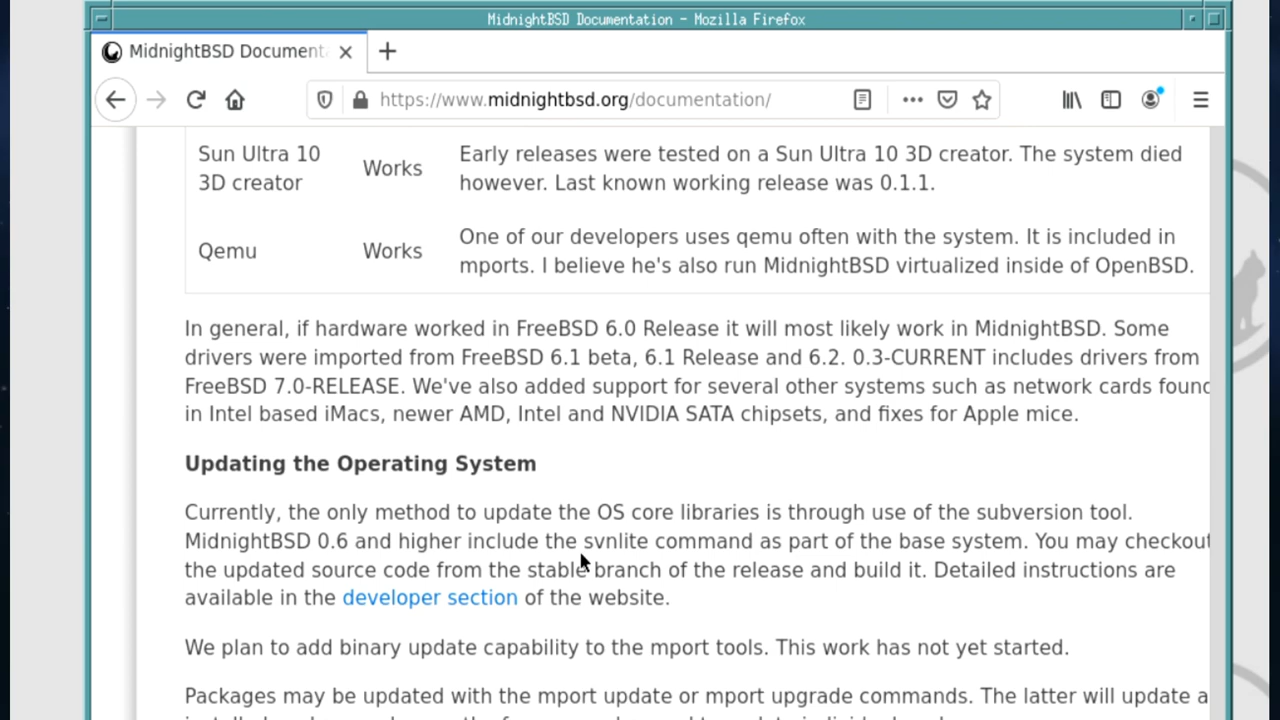 MidnightBSD Documentation - Mozilla Firefox
MidnightBSD Document
https://www.midnightbsd.org/documentation/
Sun Ultra 10
3D creator
Works
Early releases were tested on a Sun Ultra 10 3D creator. The system died
however. Last known working release was 0.1.1.
Qemu
Works
One of our developers uses qemu often with the system. It is included in
mports. I believe he's also run MidnightBSD virtualized inside of OpenBSD.
In general, if hardware worked in FreeBSD 6.0 Release it will most likely work in MidnightBSD. Some
drivers were imported from FreeBSD 6.1 beta, 6.1 Release and 6.2. 0.3-CURRENT includes drivers from
FreeBSD 7.0-RELEASE. We've also added support for several other systems such as network cards found
in Intel based iMacs, newer AMD, Intel and NVIDIA SATA chipsets, and fixes for Apple mice.
Updating the Operating System
Currently, the only method to update the OS core libraries is through use of the subversion tool.
MidnightBSD 0.6 and higher include the svnlite command as part of the base system. You may checkout
the updated source code from the stable branch of the release and build it. Detailed instructions are
available in the developer section of the website.
We plan to add binary update capability to the mport tools. This work has not yet started.
Packages may be updated with the mport update or mport upgrade commands. The latter will update a